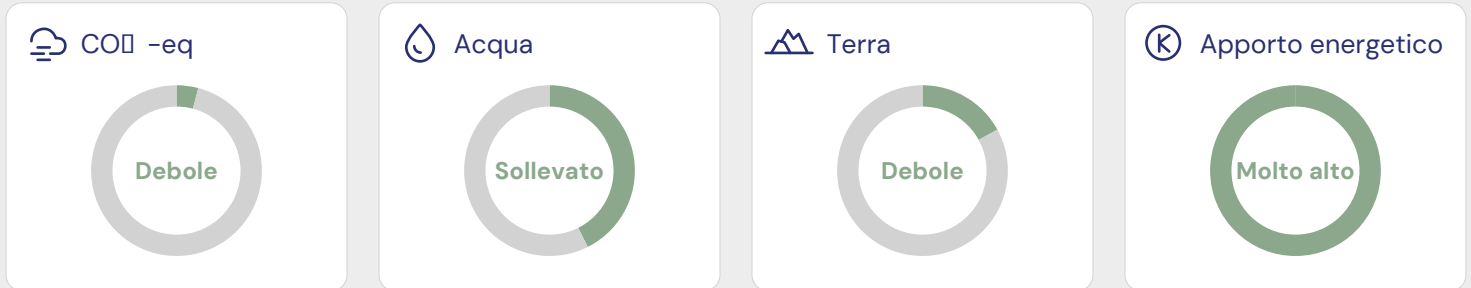 CO▯ -eq
Debole
Acqua
Sollevato
Terra
Debole
Apporto energetico
Molto alto